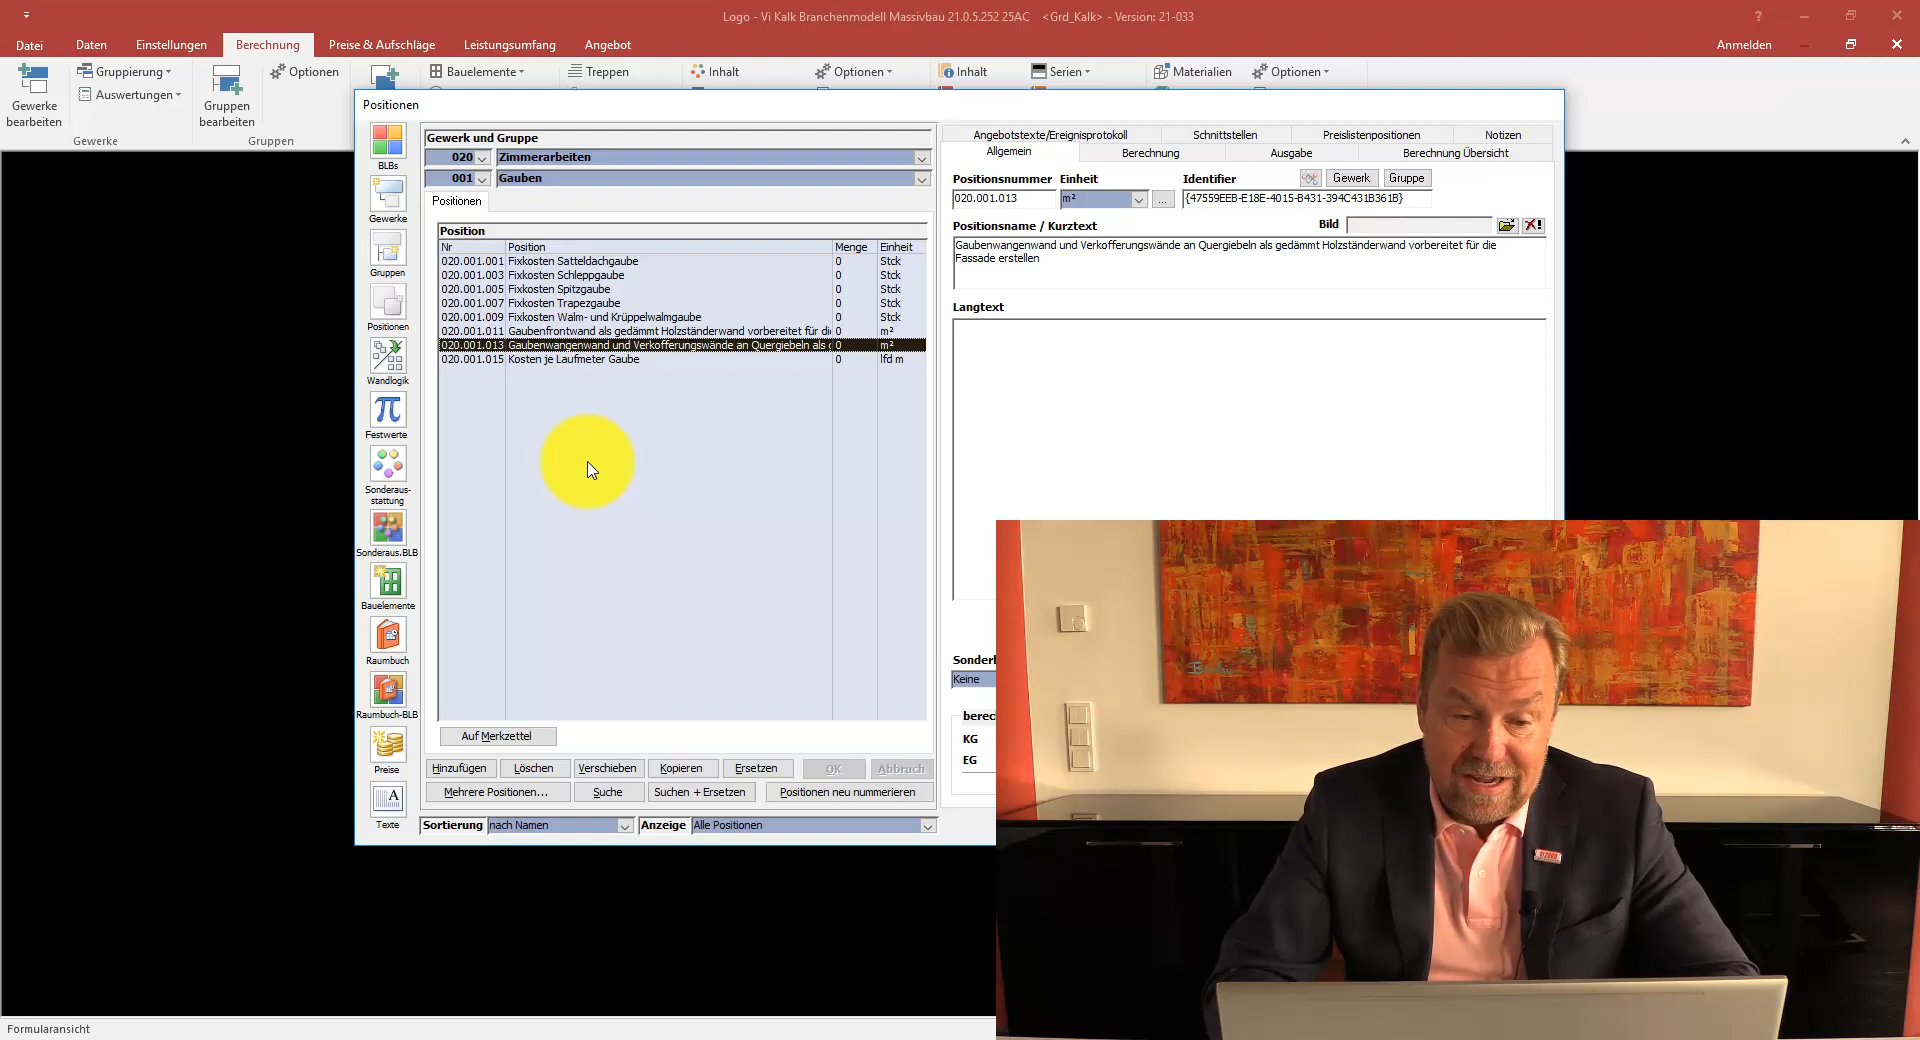 Logo - Vi Kalk Branchenmodell Massivbau 21.0.5.252 25AC <Grd_Kalk> - Version: 21-033
Datei Daten Einstellungen Berechnung Preise & Aufschläge Leistungsumfang Angebot Anmelden
Gewerke bearbeiten
Gruppierung
Auswertungen
Gewerke
Gruppen bearbeiten
Optionen
Gruppen
Bauelemente
Treppen
Inhalt
Optionen
Inhalt
Serien
Materialien
Optionen
Positionen
BLBs
Gewerke
Gruppen
Positionen
Wandlogik
Festwerte
Sonderaus-
stattung
Sonderaus.BLB
Bauelemente
Raumbuch
Raumbuch-BLB
Preise
Texte
Gewerk und Gruppe
020 Zimmerarbeiten
001 Gauben
Positionen
Position
Nr Position Menge Einheit
020.001.001 Fixkosten Satteldachgaube 0 Stck
020.001.003 Fixkosten Schleppgaube 0 Stck
020.001.005 Fixkosten Spitzgaube 0 Stck
020.001.007 Fixkosten Trapezgaube 0 Stck
020.001.009 Fixkosten Walm- und Krüppelwalmgaube 0 Stck
020.001.011 Gaubenfrontwand als gedämmt Holzständerwand vorbereitet für di 0 m²
020.001.013 Gaubenwangenwand und Verkofferungswände an Quergiebeln als 0 m²
020.001.015 Kosten je Laufmeter Gaube 0 lfd m
Auf Merkzettel
Hinzufügen Löschen Verschieben Kopieren Ersetzen OK Abbruch
Mehrere Positionen... Suche Suchen + Ersetzen Positionen neu nummerieren
Sortierung nach Namen Anzeige Alle Positionen
Angebotstexte/Ereignisprotokoll Schnittstellen Preislistenpositionen Notizen
Allgemein Berechnung Ausgabe Berechnung Übersicht
Positionsnummer Einheit Identifier Gewerk Gruppe
020.001.013 m² ... {47559EEB-E18E-4015-B431-394C431B361B}
Positionsname / Kurztext Bild
Gaubenwangenwand und Verkofferungswände an Quergiebeln als gedämmt Holzständerwand vorbereitet für die
Fassade erstellen
Langtext
Keine
KG
EG
Formularansicht